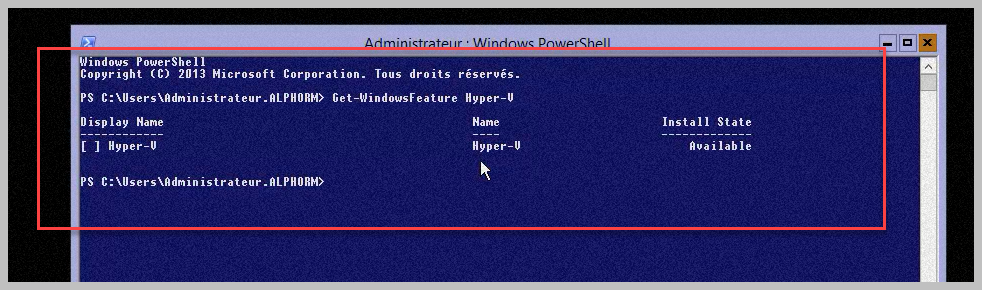 Administrateur : Windows PowerShell
Windows PowerShell
Copyright (C) 2013 Microsoft Corporation. Tous droits réservés.
PS C:\Users\Administrateur.ALPHORM> Get-WindowsFeature Hyper-V
Display Name Name Install State
------------ ---- -------------
[ ] Hyper-V Hyper-V Available
PS C:\Users\Administrateur.ALPHORM>